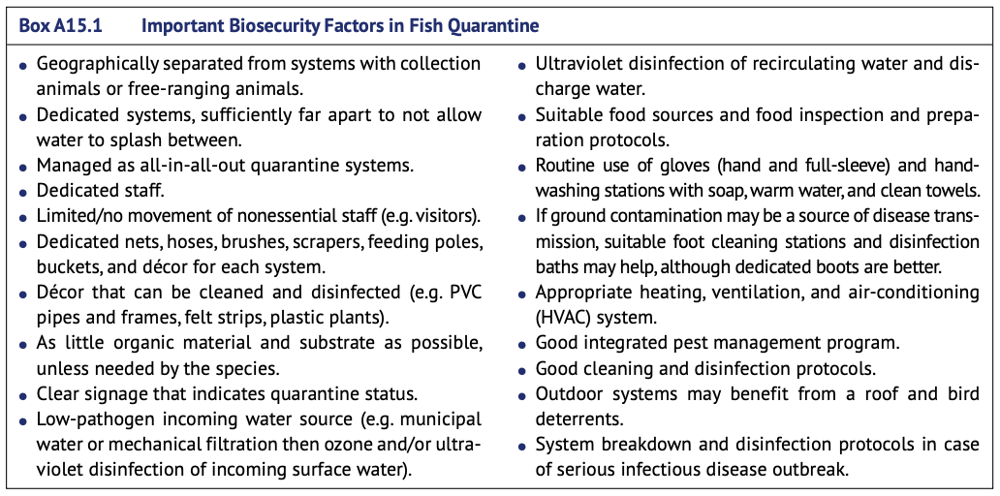 Box A15.1 Important Biosecurity Factors in Fish Quarantine
• Geographically separated from systems with collection
animals or free-ranging animals.
• Dedicated systems, sufficiently far apart to not allow
water to splash between.
• Managed as all-in-all-out quarantine systems.
• Dedicated staff.
• Limited/no movement of nonessential staff (e.g. visitors).
• Dedicated nets, hoses, brushes, scrapers, feeding poles,
buckets, and décor for each system.
• Décor that can be cleaned and disinfected (e.g. PVC
pipes and frames, felt strips, plastic plants).
• As little organic material and substrate as possible,
unless needed by the species.
• Clear signage that indicates quarantine status.
• Low-pathogen incoming water source (e.g. municipal
water or mechanical filtration then ozone and/or ultra-
violet disinfection of incoming surface water).
• Ultraviolet disinfection of recirculating water and dis-
charge water.
• Suitable food sources and food inspection and prepa-
ration protocols.
• Routine use of gloves (hand and full-sleeve) and hand-
washing stations with soap, warm water, and clean towels.
• If ground contamination may be a source of disease trans-
mission, suitable foot cleaning stations and disinfection
baths may help, although dedicated boots are better.
• Appropriate heating, ventilation, and air-conditioning
(HVAC) system.
• Good integrated pest management program.
• Good cleaning and disinfection protocols.
• Outdoor systems may benefit from a roof and bird
deterrents.
• System breakdown and disinfection protocols in case
of serious infectious disease outbreak.